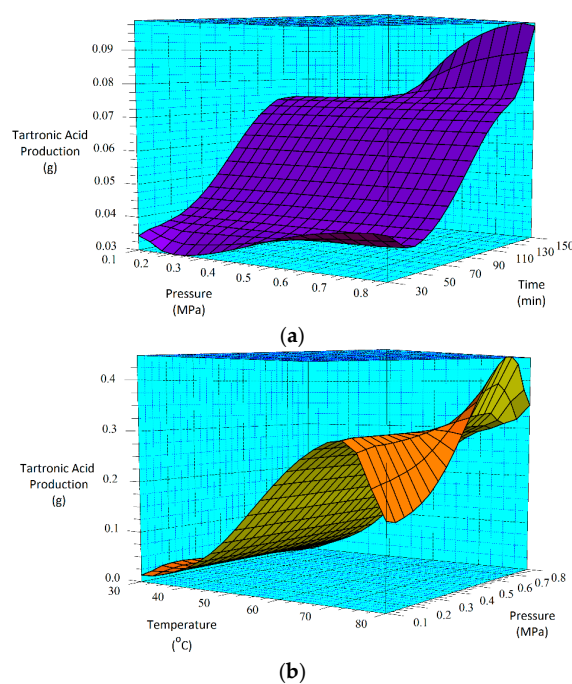 0.09
0.08
0.07
Tartronic Acid
Production
(g)
0.06
0.05
0.04
0.03
0.1
0.2
0.3
0.4
0.5
0.6
0.7
0.8
Pressure
(MPa)
30
50
70
90
110
130
150
Time
(min)
(a)
0.4
0.3
Tartronic Acid
Production
(g)
0.2
0.1
0.0
30
40
50
60
70
80
Temperature
(°C)
0.1
0.2
0.3
0.4
0.5
0.6
0.7
0.8
Pressure
(MPa)
(b)